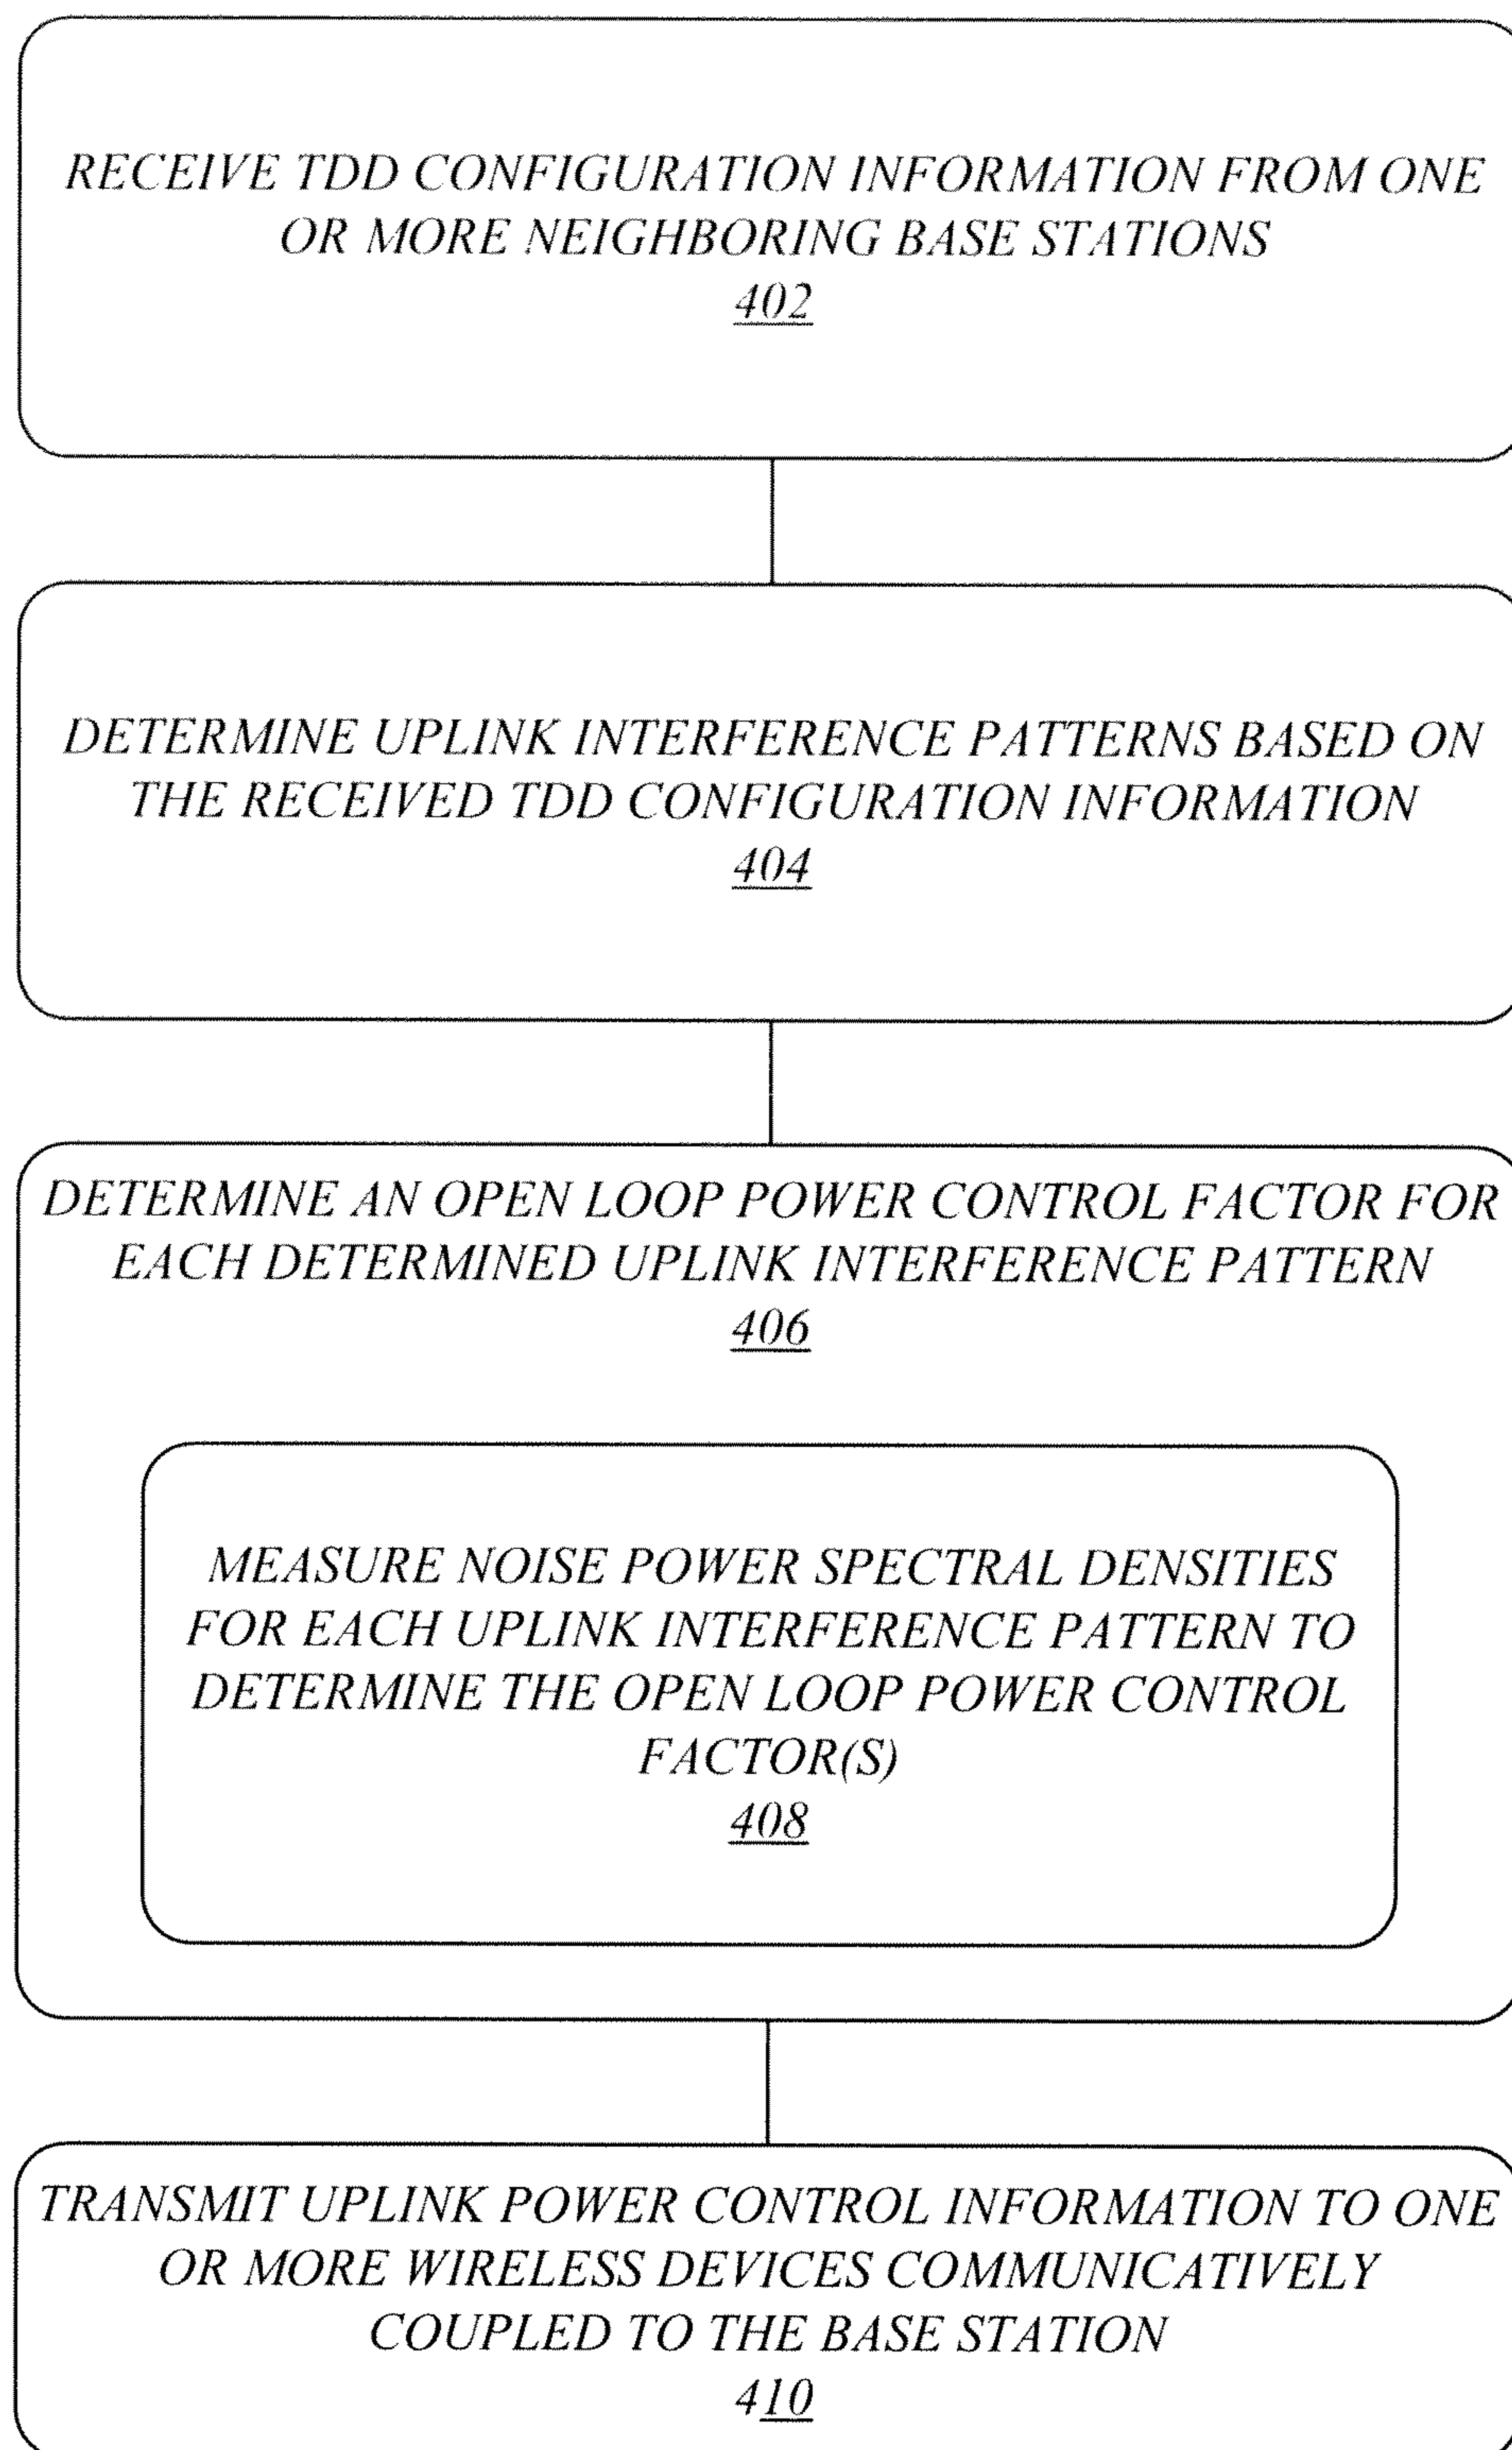 RECEIVE TDD CONFIGURATION INFORMATION FROM ONE
OR MORE NEIGHBORING BASE STATIONS
402
DETERMINE UPLINK INTERFERENCE PATTERNS BASED ON
THE RECEIVED TDD CONFIGURATION INFORMATION
404
DETERMINE AN OPEN LOOP POWER CONTROL FACTOR FOR
EACH DETERMINED UPLINK INTERFERENCE PATTERN
406
MEASURE NOISE POWER SPECTRAL DENSITIES
FOR EACH UPLINK INTERFERENCE PATTERN TO
DETERMINE THE OPEN LOOP POWER CONTROL
FACTOR(S)
408
TRANSMIT UPLINK POWER CONTROL INFORMATION TO ONE
OR MORE WIRELESS DEVICES COMMUNICATIVELY
COUPLED TO THE BASE STATION
410